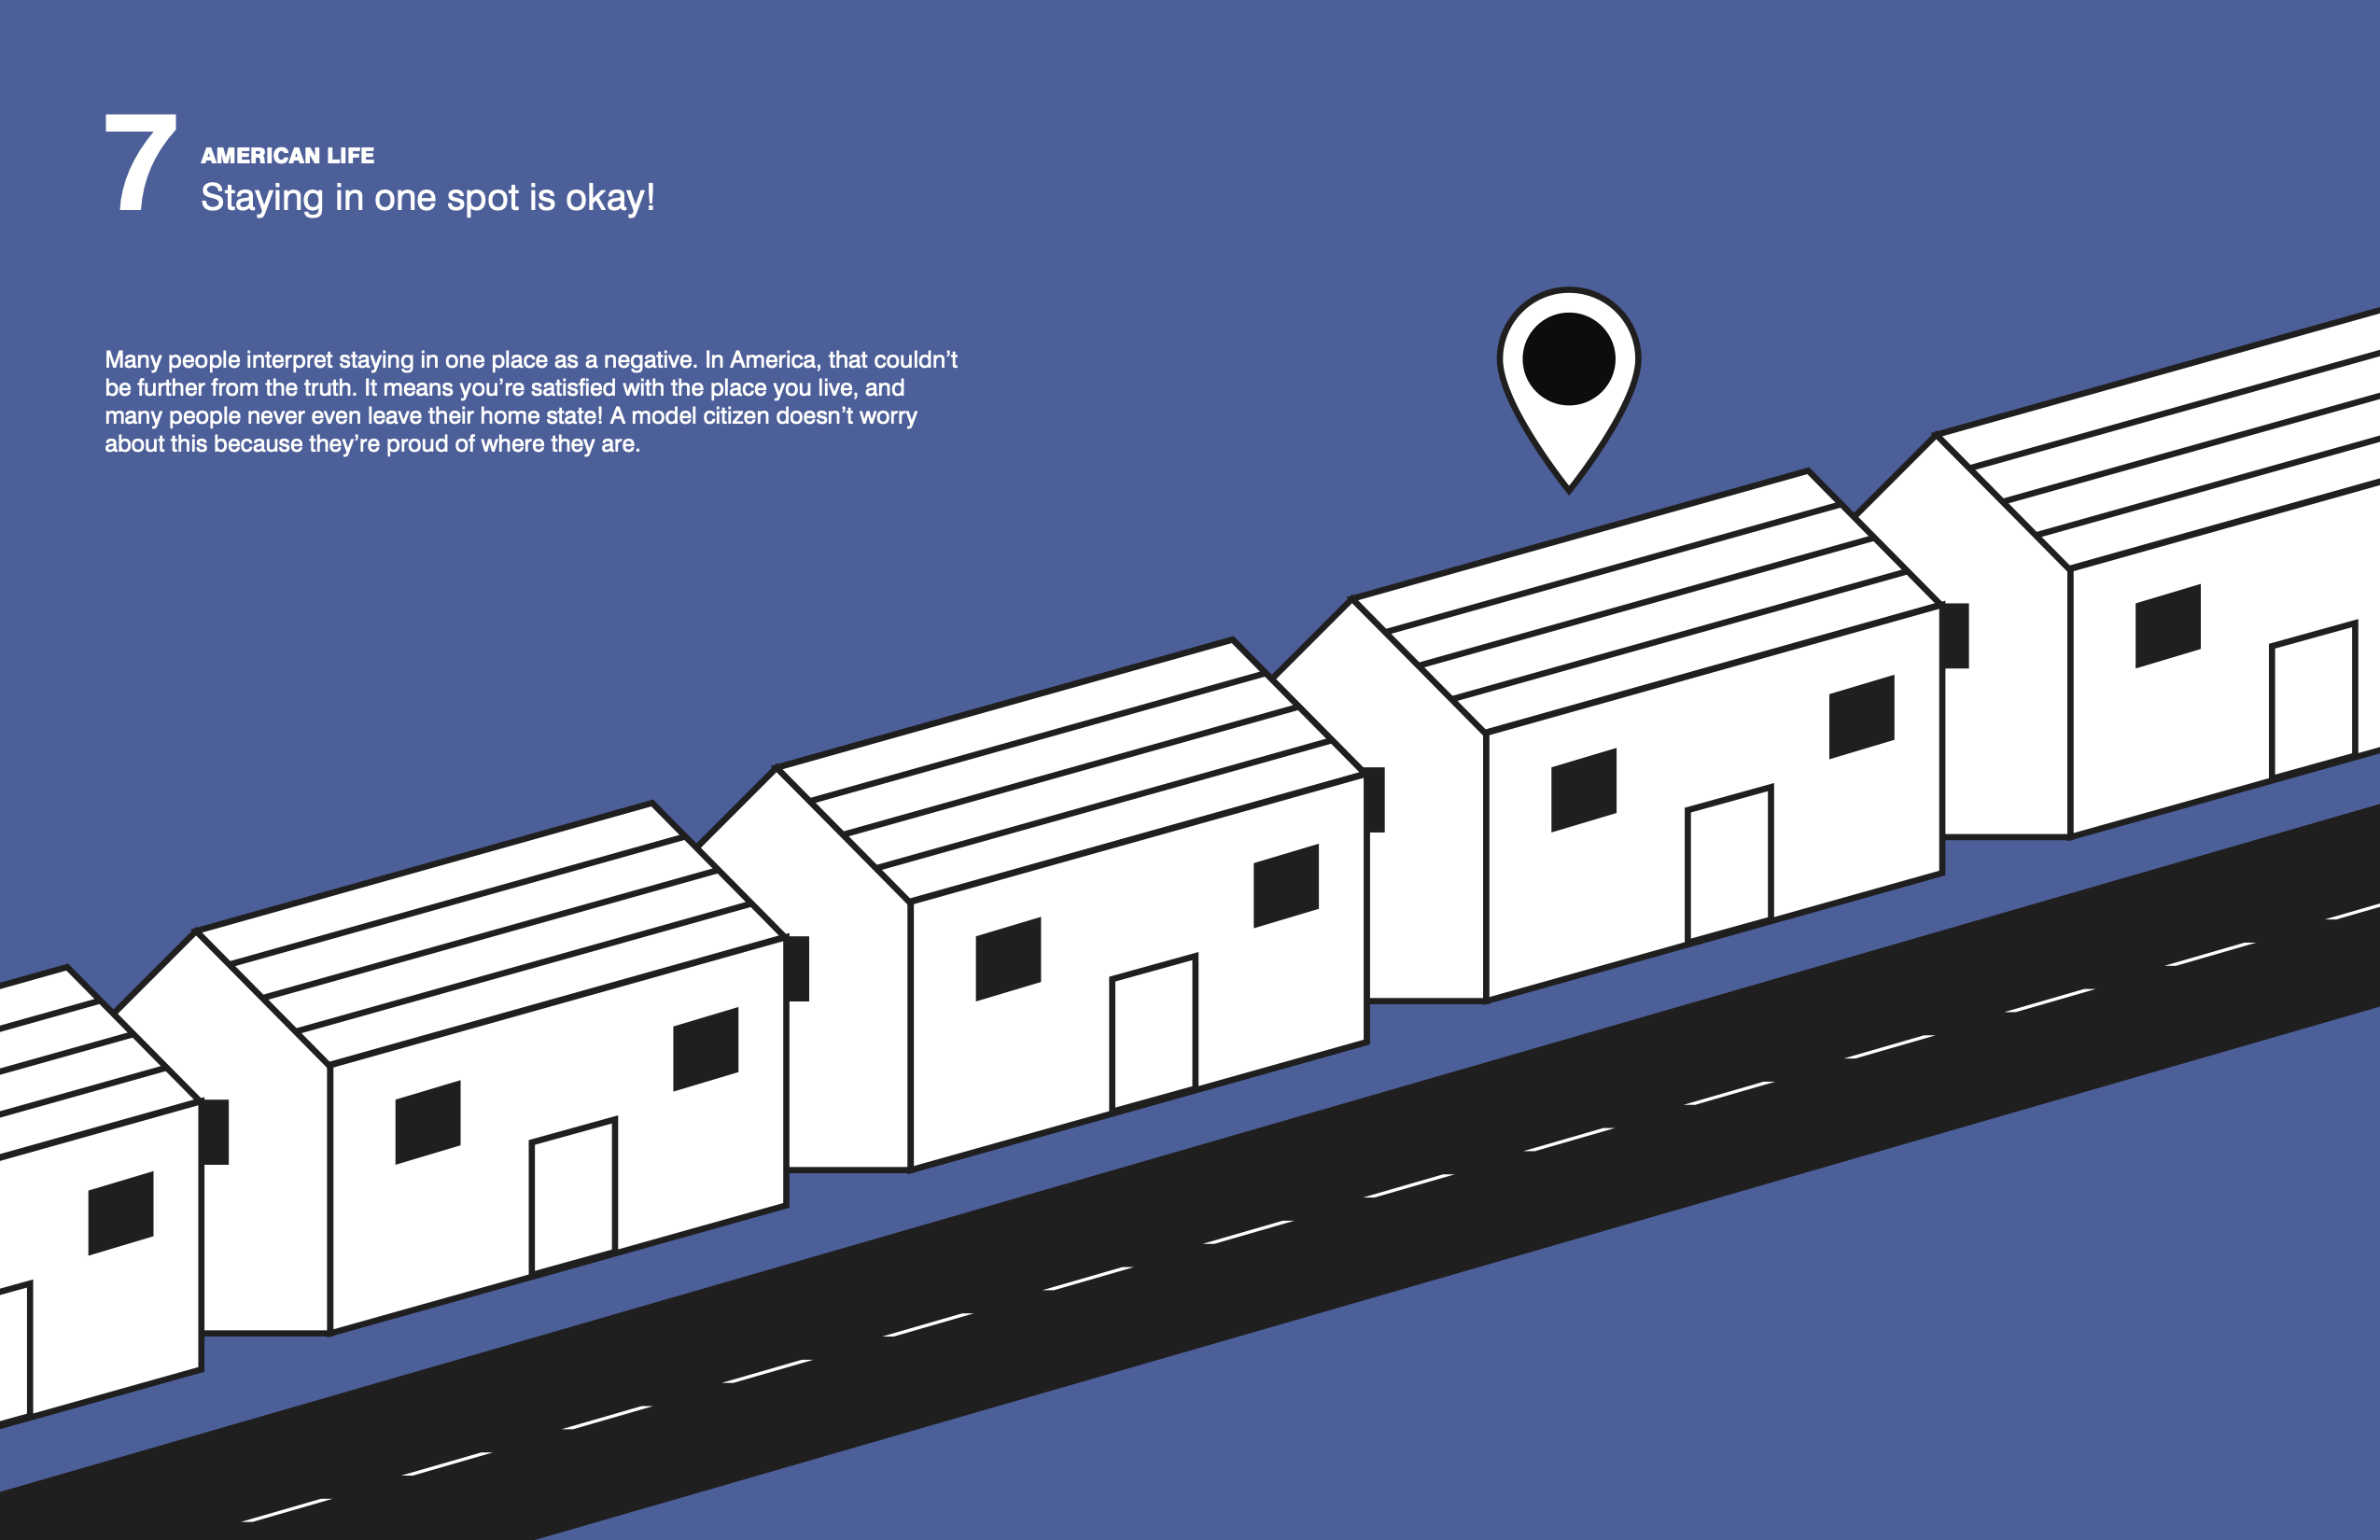 7
AMERICAN LIFE
Staying in one spot is okay!
Many people interpret staying in one place as a negative. In America, that couldn’t
be further from the truth. It means you’re satisfied with the place you live, and
many people never even leave their home state! A model citizen doesn’t worry
about this because they’re proud of where they are.